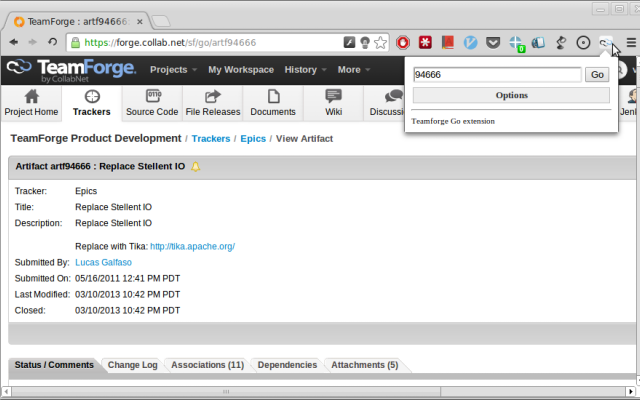 TeamForge : artf94666:
https://forge.collab.net/sf/go/artf94666
0
94666
Go
Options
Teamforge Go extension
TeamForge.
by CollabNet
Projects
My Workspace
History
More
Project Home
Trackers
Source Code
File Releases
Documents
Wiki
TeamForge Product Development / Trackers / Epics / View Artifact
Artifact artf94666 : Replace Stellent IO
Tracker: Epics
Title: Replace Stellent IO
Description: Replace Stellent IO
Replace with Tika: http://tika.apache.org/
Submitted By: Lucas Galfaso
Submitted On: 05/16/2011 12:41 PM PDT
Last Modified: 03/10/2013 10:42 PM PDT
Closed: 03/10/2013 10:42 PM PDT
Status / Comments
Change Log
Associations (11)
Dependencies
Attachments (5)